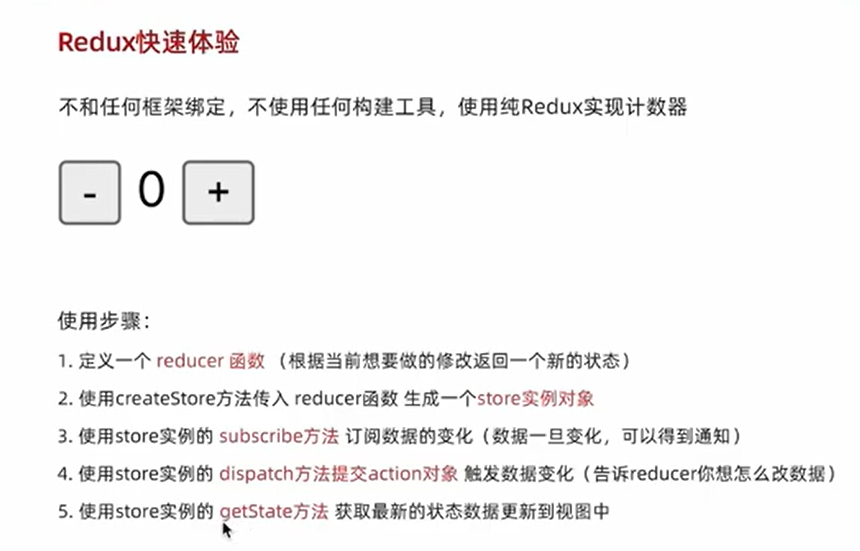 Redux快速体验
不和任何框架绑定，不使用任何构建工具，使用纯Redux实现计数器
- 0 +
使用步骤：
1. 定义一个 reducer 函数 （根据当前想要做的修改返回一个新的状态）
2. 使用createStore方法传入 reducer函数 生成一个store实例对象
3. 使用store实例的 subscribe方法 订阅数据的变化（数据一旦变化，可以得到通知）
4. 使用store实例的 dispatch方法提交action对象 触发数据变化（告诉reducer你想怎么改数据）
5. 使用store实例的 getState方法 获取最新的状态数据更新到视图中